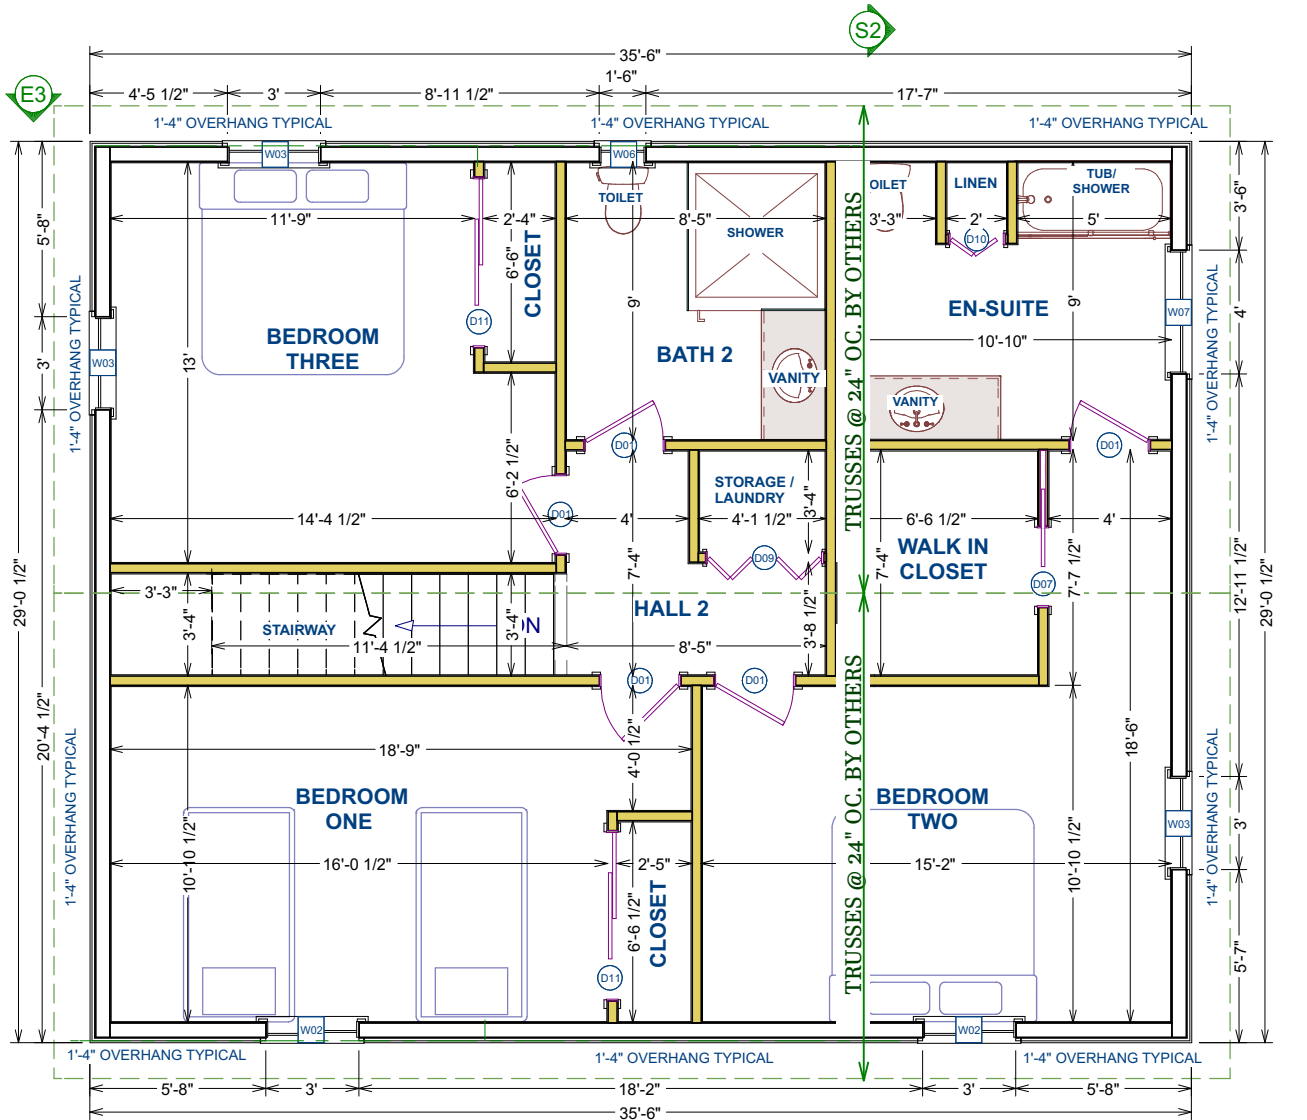 S2
35'-6"
1'-6"
E3
4'-5 1/2"
3'
8'-11 1/2"
17'-7"
1'-4" OVERHANG TYPICAL
1'-4" OVERHANG TYPICAL
1'-4" OVERHANG TYPICAL
W03
W06
TOILET
OILET
LINEN
TUB/
SHOWER
5'-8"
3'-6"
11'-9"
2'-4"
8'-5"
3'-3"
2'
5'
SHOWER
D10
6'-6"
CLOSET
9'
9'
EN-SUITE
W07
4'
10'-10"
D11
BEDROOM
THREE
13'
BATH 2
VANITY
VANITY
W03
3'
1'-4" OVERHANG TYPICAL
1'-4" OVERHANG TYPICAL
TRUSSES @ 24" OC. BY OTHERS
D01
D01
6'-2 1/2"
STORAGE /
LAUNDRY
3'-4"
14'-4 1/2"
D01
4'
4'-1 1/2"
6'-6 1/2"
4'
WALK IN
CLOSET
7'-4"
D09
7'-4"
7'-7 1/2"
D07
12'-11 1/2"
29'-0 1/2"
29'-0 1/2"
3'-3"
3'-4"
STAIRWAY
3'-4"
DN
HALL 2
3'-8 1/2"
11'-4 1/2"
8'-5"
D01
D01
20'-4 1/2"
18'-9"
4'-0 1/2"
18'-6"
TRUSSES @ 24" OC. BY OTHERS
BEDROOM
ONE
BEDROOM
TWO
1'-4" OVERHANG TYPICAL
1'-4" OVERHANG TYPICAL
W03
3'
10'-10 1/2"
16'-0 1/2"
2'-5"
15'-2"
10'-10 1/2"
6'-6 1/2"
CLOSET
D11
5'-7"
W02
W02
1'-4" OVERHANG TYPICAL
1'-4" OVERHANG TYPICAL
1'-4" OVERHANG TYPICAL
5'-8"
3'
18'-2"
3'
5'-8"
35'-6"